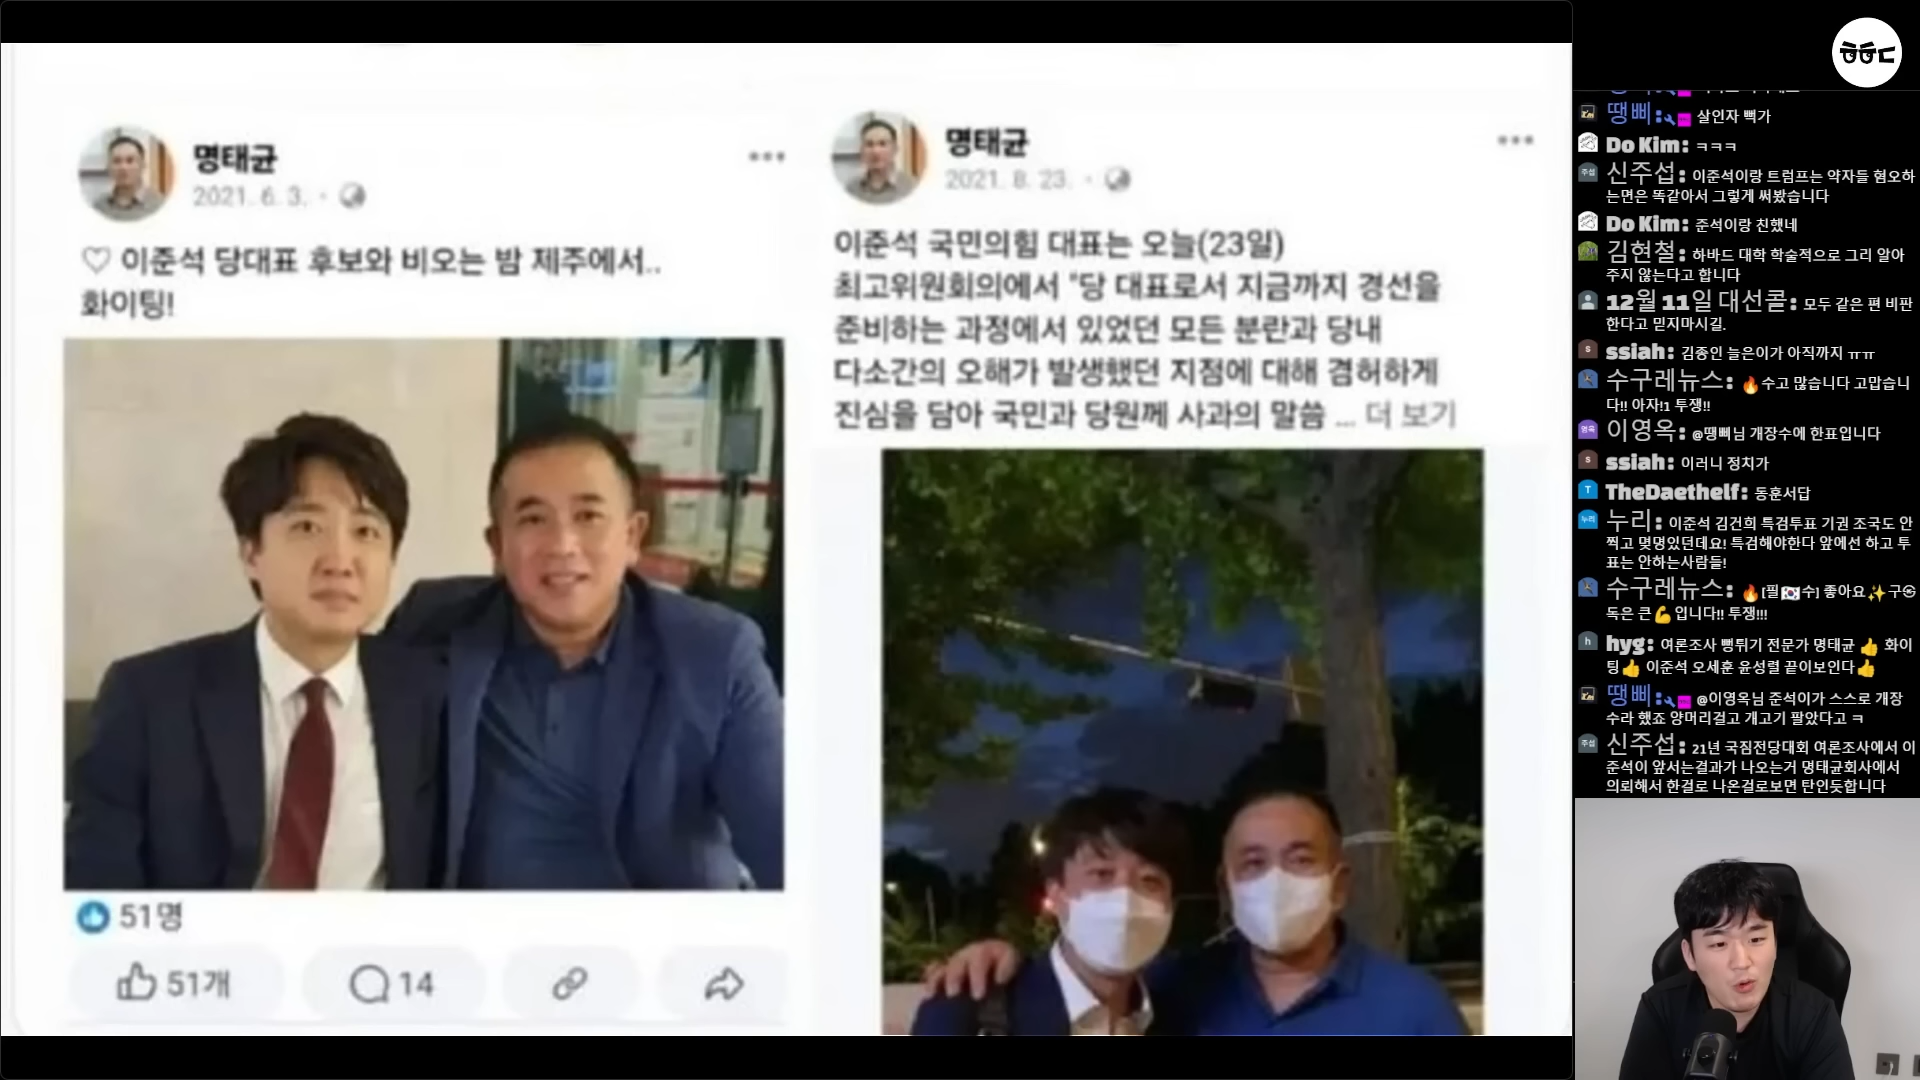 명태균
2021. 6. 3. ·
♡ 이준석 당대표 후보와 비오는 밤 제주에서..
화이팅!
51명
51개
14
명태균
2021. 8. 23. ·
이준석 국민의힘 대표는 오늘(23일)
최고위원회의에서 "당 대표로서 지금까지 경선을
준비하는 과정에서 있었던 모든 분란과 당내
다소간의 오해가 발생했던 지점에 대해 겸허하게
진심을 담아 국민과 당원께 사과의 말씀 ... 더 보기
땡삐: 살인자 뻑가
Do Kim: ㅋㅋㅋ
주섭
신주섭: 이준석이랑 트럼프는 약자들 혐오하
는면은 똑같아서 그렇게 써봤습니다
Do Kim: 준석이랑 친했네
김현철: 하바드 대학 학술적으로 그리 알아
주지 않는다고 합니다
12월 11일 대선콜: 모두 같은 편 비판
한다고 믿지마시길.
s
ssiah: 김종인 늘은이가 아직까지 ㅠㅠ
수구레뉴스: 🔥수고 많습니다 고맙습니
다!! 아자!1 투쟁!!
영옥
이영옥: @땡삐님 개장수에 한표입니다
s
ssiah: 이러니 정치가
T
TheDaethelf: 동훈서답
누리
누리: 이준석 김건희 특검투표 기권 조국도 안
찍고 몇명있던데요! 특검해야한다 앞에선 하고 투
표는 안하는사람들!
수구레뉴스: 🔥[필🇰🇷수] 좋아요✨구㉿
독은 큰💪입니다!! 투쟁!!!
h
hyg: 여론조사 뻥튀기 전문가 명태균 👍 화이
팅👍 이준석 오세훈 윤성렬 끝이보인다👍
땡삐: @이영옥님 준석이가 스스로 개장
수라 했죠 양머리걸고 개고기 팔았다고 ㅋ
주섭
신주섭: 21년 국짐전당대회 여론조사에서 이
준석이 앞서는결과가 나오는거 명태균회사에서
의뢰해서 한걸로 나온걸로보면 탄인듯합니다